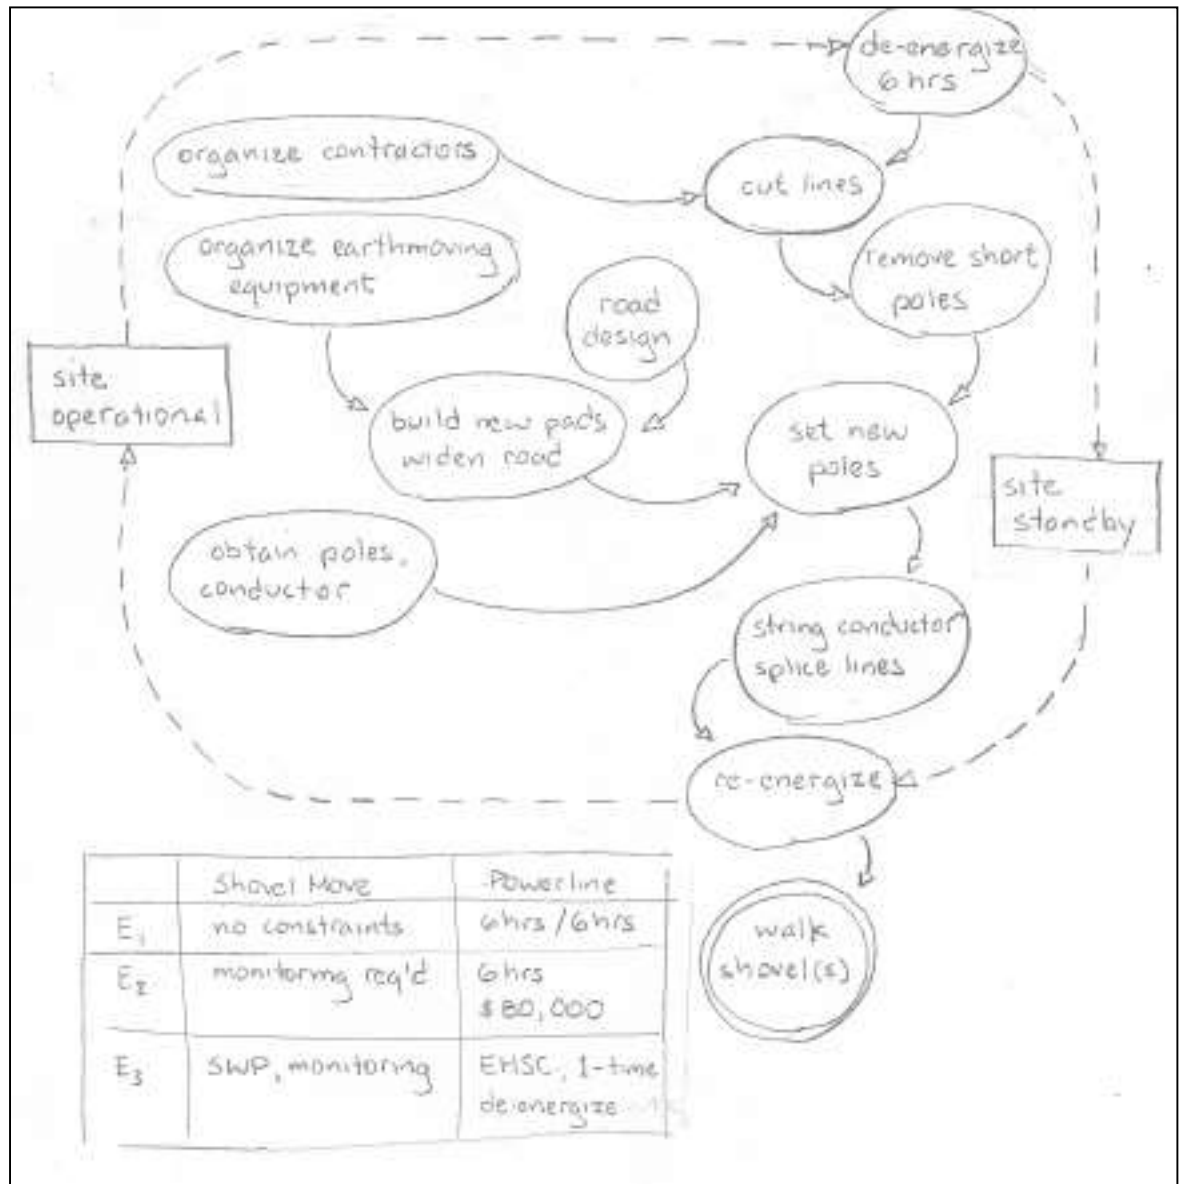 de-energize
6 hrs
organize contractors
cut lines
organize earthmoving
equipment
remove short
poles
road
design
site
operational
build new pads
widen road
set new
poles
site
standby
obtain poles,
conductor
string conductor
splice lines
re-energize
walk
shovel(s)
Shovel Move Powerline
E1 no constraints 6hrs / 6hrs
E2 monitoring req'd 6hrs
$80,000
E3 SWP, monitoring EHSC, 1-time
de-energize